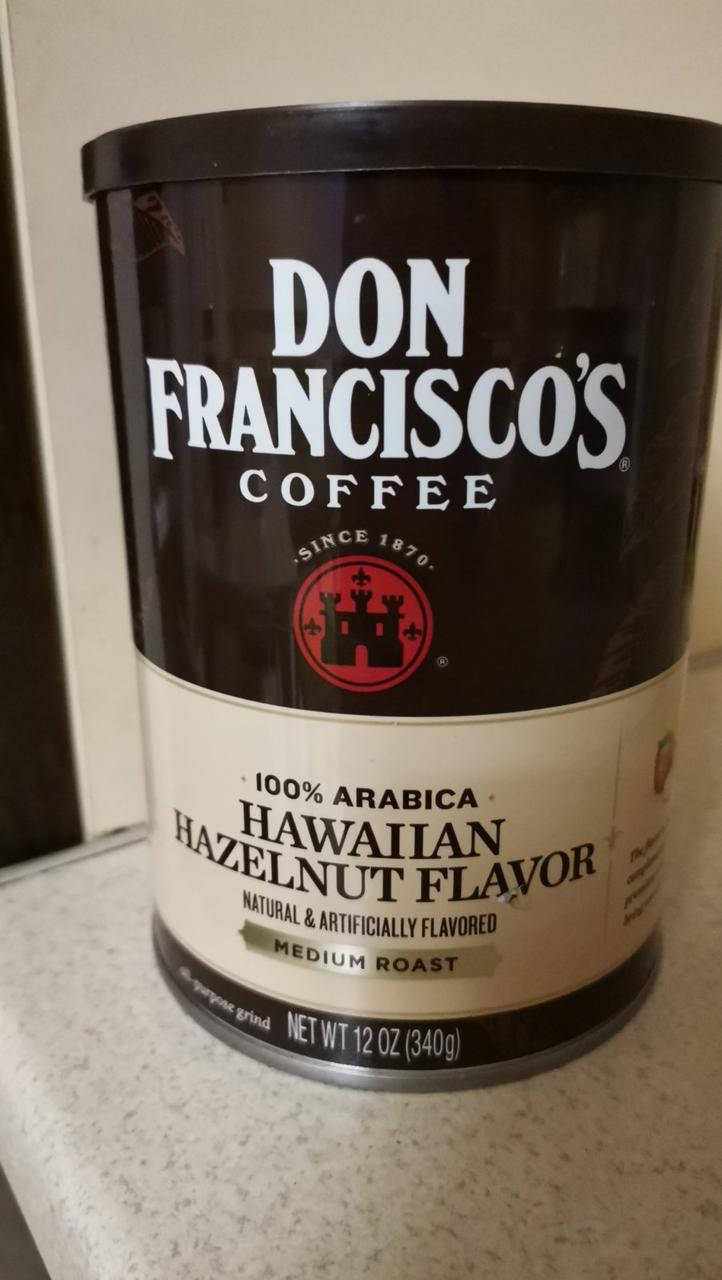 DON
FRANCISCO'S®
COFFEE
·SINCE 1870·
®
· 100% ARABICA ·
HAWAIIAN
HAZELNUT FLAVOR
NATURAL & ARTIFICIALLY FLAVORED
MEDIUM ROAST
all-purpose grind
NET WT 12 OZ (340g)
The